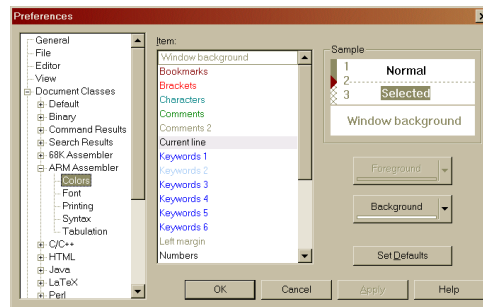 Preferences
General
File
Editor
View
Document Classes
Default
Binary
Command Results
Search Results
68K Assembler
ARM Assembler
Colors
Font
Printing
Syntax
Tabulation
C/C++
HTML
Java
LaTeX
Perl
Item:
Window background
Bookmarks
Brackets
Characters
Comments
Comments 2
Current line
Keywords 1
Keywords 2
Keywords 3
Keywords 4
Keywords 5
Keywords 6
Left margin
Numbers
Sample
1 Normal
2
3 Selected
Window background
Foreground
Background
Set Defaults
OK Cancel Apply Help